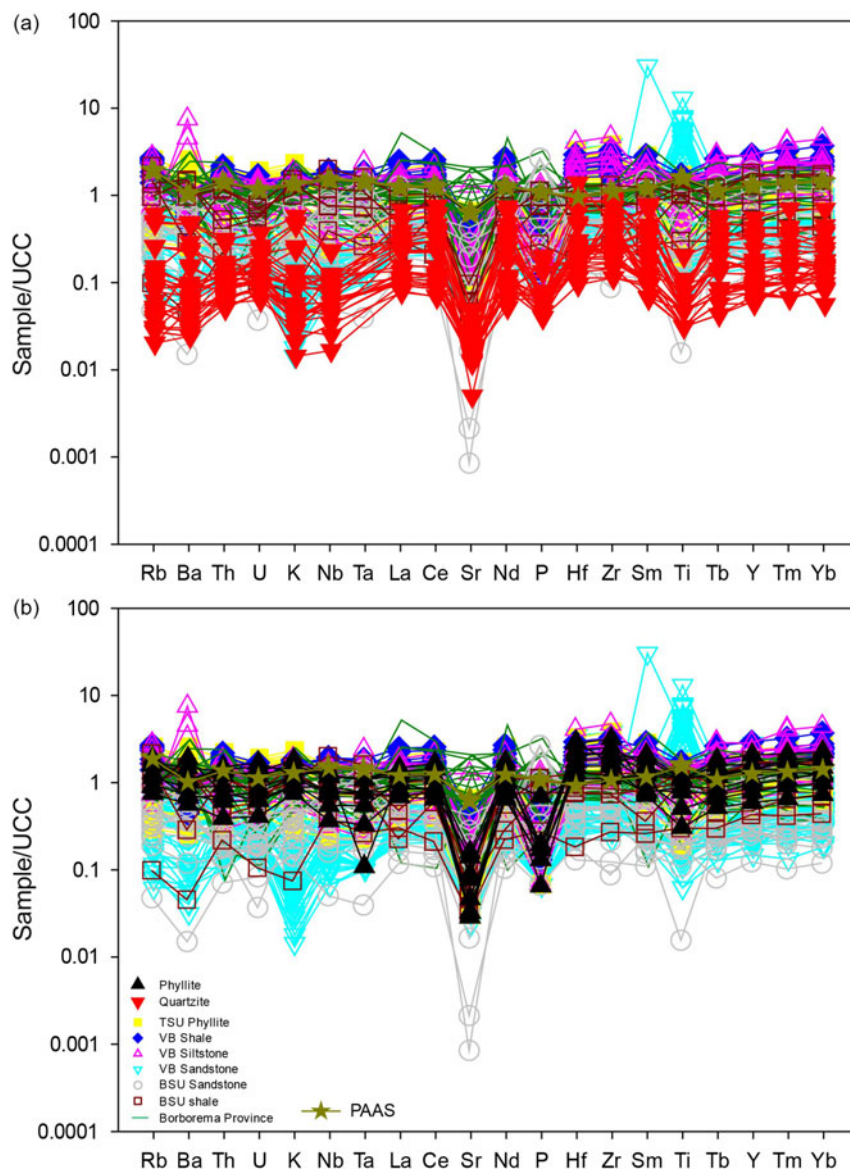 (a)
100
10
1
0.1
0.01
0.001
0.0001
Sample/UCC
Rb Ba Th U K Nb Ta La Ce Sr Nd P Hf Zr Sm Ti Tb Y Tm Yb
(b)
100
10
1
0.1
0.01
0.001
0.0001
Sample/UCC
Phyllite
Quartzite
TSU Phyllite
VB Shale
VB Siltstone
VB Sandstone
BSU Sandstone
BSU shale
Borborema Province
PAAS
Rb Ba Th U K Nb Ta La Ce Sr Nd P Hf Zr Sm Ti Tb Y Tm Yb